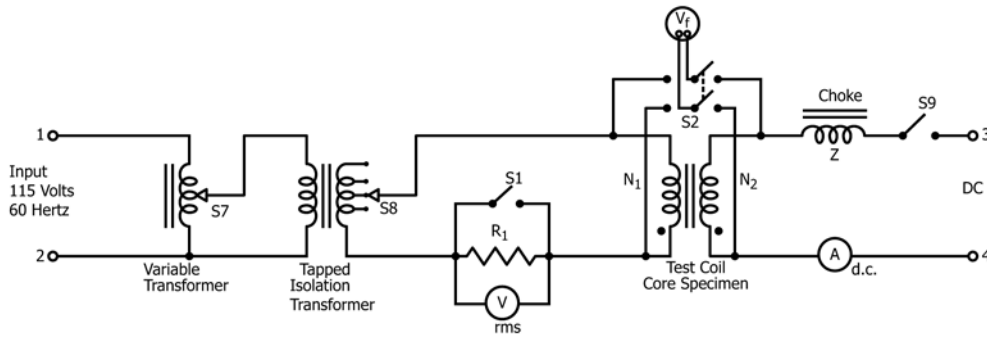 Vf
S2
Choke
S9
Z
1
Input
115 Volts
60 Hertz
2
S7
S8
S1
R1
V
rms
N1
N2
3
DC
4
A
d.c.
Variable
Transformer
Tapped
Isolation
Transformer
Test Coil
Core Specimen